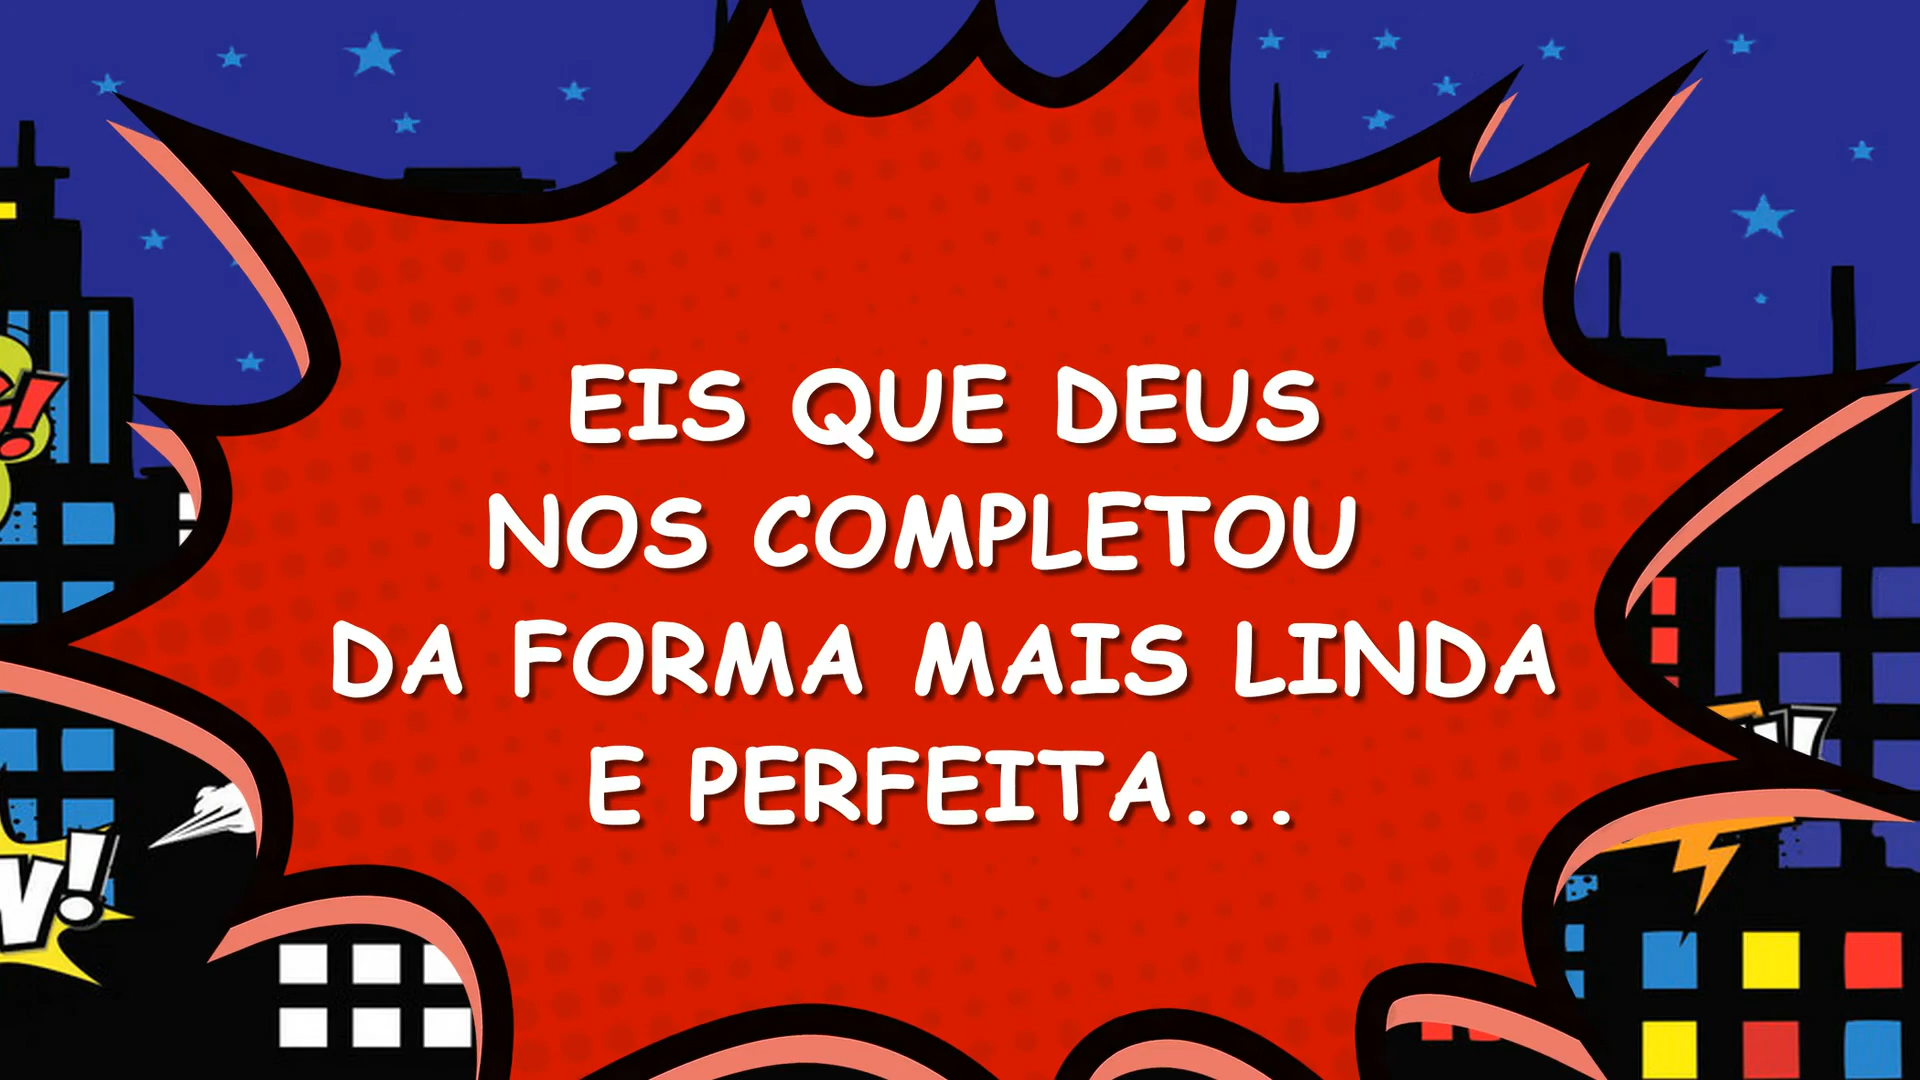 EIS QUE DEUS
NOS COMPLETOU
DA FORMA MAIS LINDA
E PERFEITA...